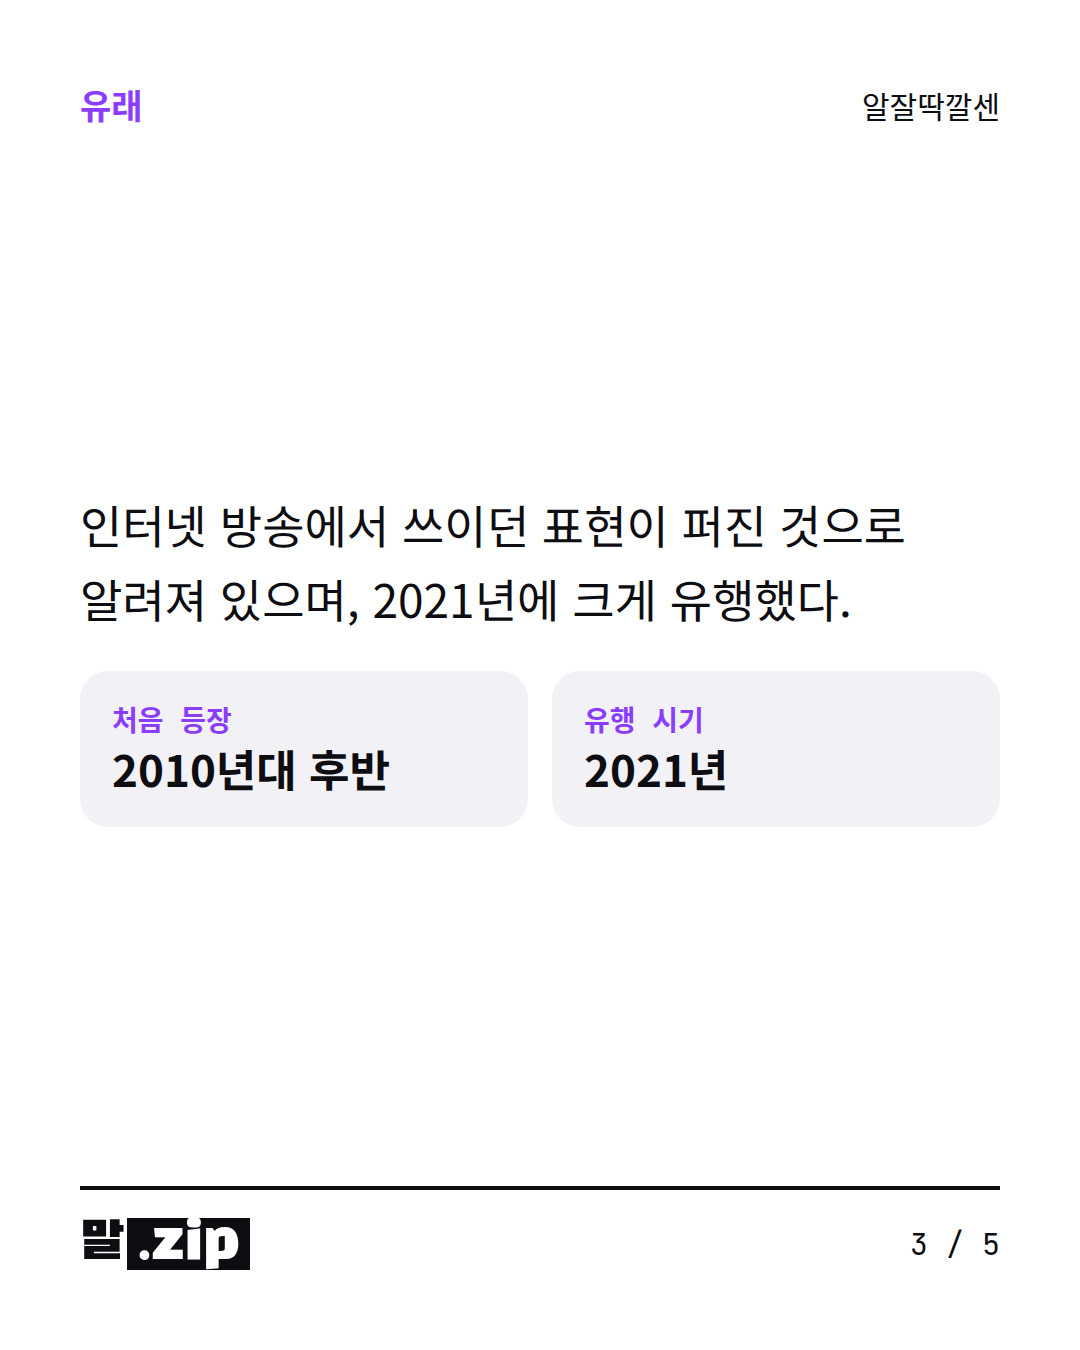 유래
알잘딱깔센
인터넷 방송에서 쓰이던 표현이 퍼진 것으로
알려져 있으며, 2021년에 크게 유행했다.
처음 등장
2010년대 후반
유행 시기
2021년
말.zip
3 / 5